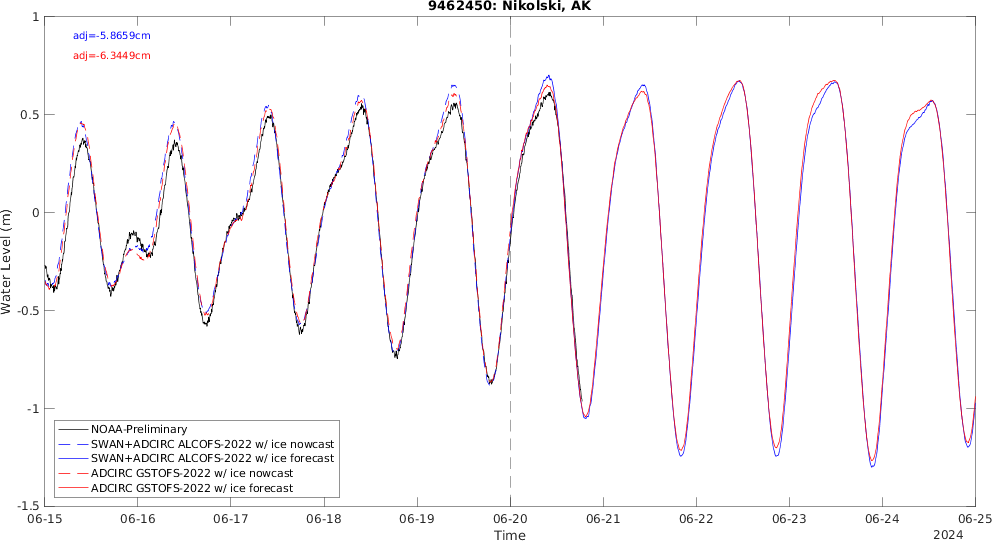 9462450: Nikolski, AK
adj=-5.8659cm
adj=-6.3449cm
Water Level (m)
1
0.5
0
-0.5
-1
-1.5
NOAA-Preliminary
SWAN+ADCIRC ALCOFS-2022 w/ ice nowcast
SWAN+ADCIRC ALCOFS-2022 w/ ice forecast
ADCIRC GSTOFS-2022 w/ ice nowcast
ADCIRC GSTOFS-2022 w/ ice forecast
06-15 06-16 06-17 06-18 06-19 06-20 06-21 06-22 06-23 06-24 06-25
Time
2024